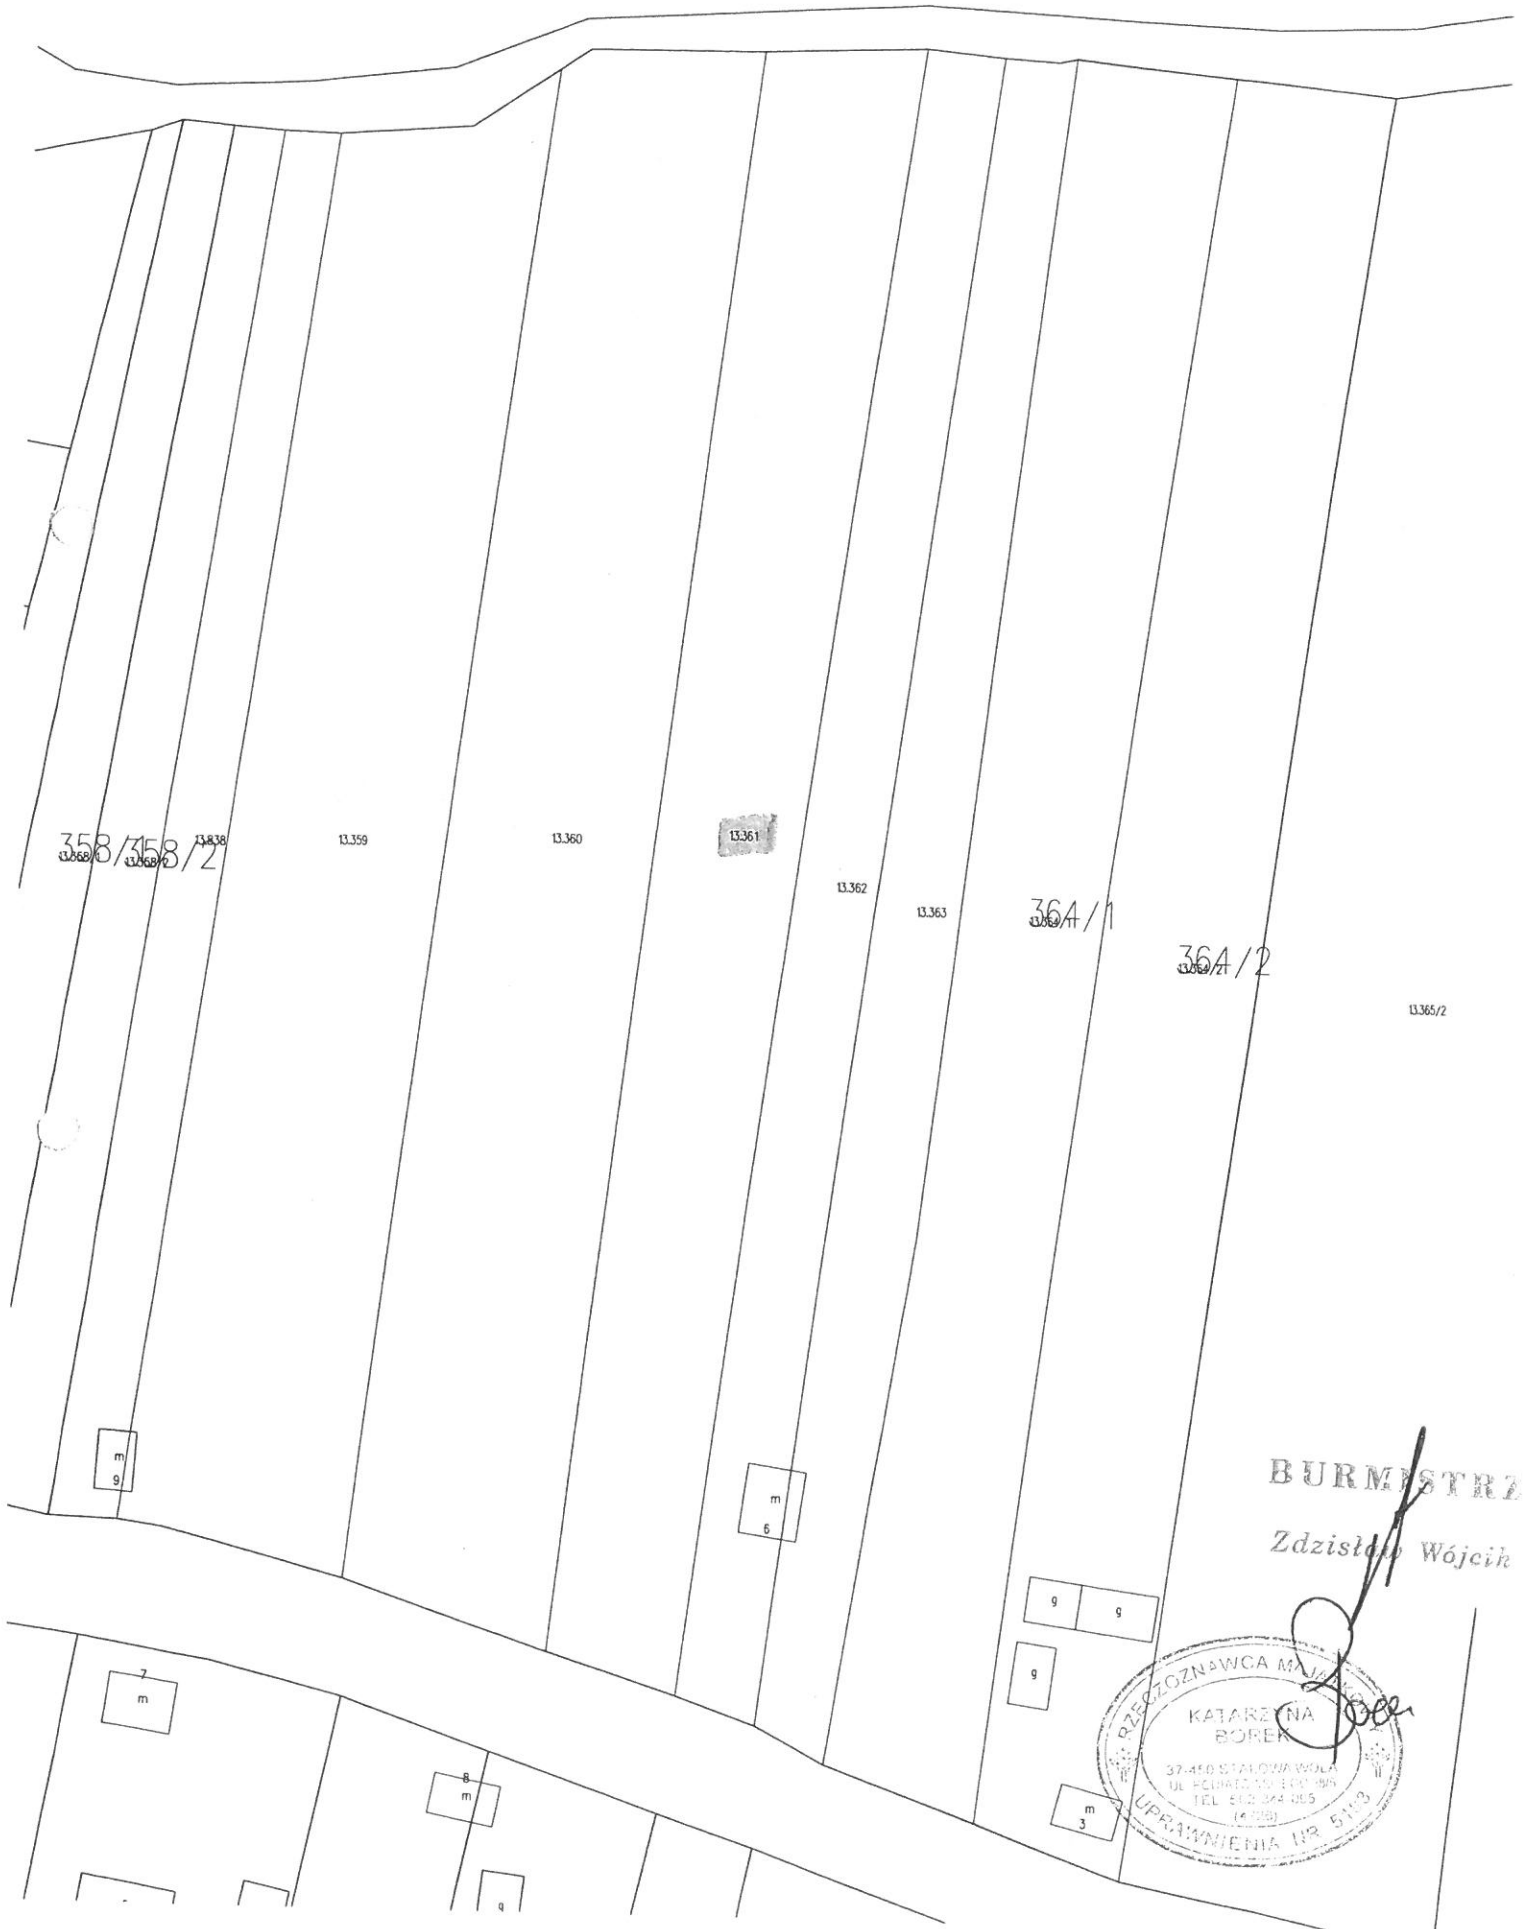 358/1
358/2
13.838
13.359
13.360
13.361
13.362
13.363
364/1
364/2
13.365/2
m
9
m
6
BURMISTRZ
Zdzisław Wójcik
g
g
g
RZECZOZNAWCA MAJĄTKOWY
KATARZYNA
BOREK
37-450 STALOWA WOLA
UPRAWNIENIA NR
7
m
8
m
m
3
g